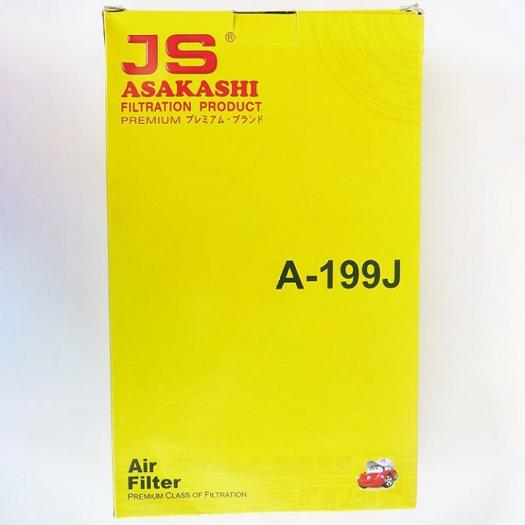 JS®
ASAKASHI
FILTRATION PRODUCT
PREMIUM プレミアム・ブランド
A-199J
Air
Filter
PREMIUM CLASS OF FILTRATION